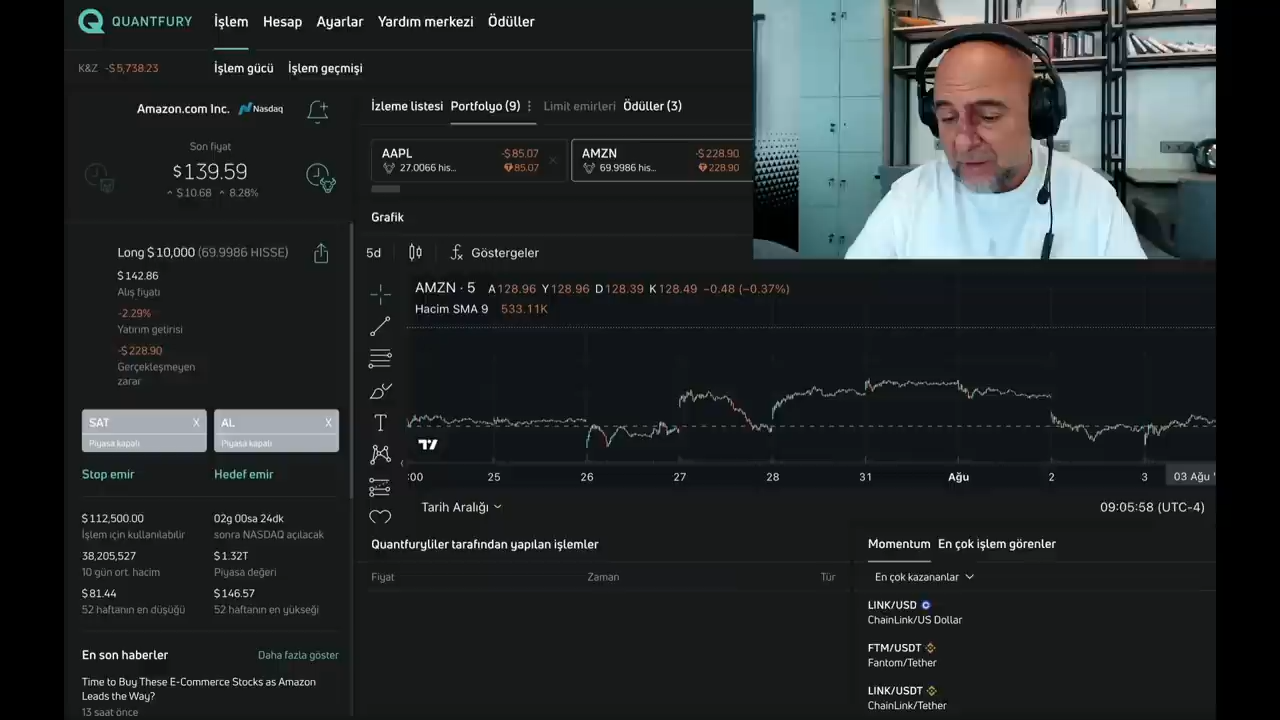 QUANTFURY
İşlem Hesap Ayarlar Yardım merkezi Ödüller
K&Z -$5,738.23
İşlem gücü İşlem geçmişi
Amazon.com Inc. Nasdaq
Son fiyat
$139.59
$10.68 8.28%
Long $10,000 (69.9986 HISSE)
$142.86
Alış fiyatı
-2.29%
Yatırım getirisi
-$228.90
Gerçekleşmeyen
zarar
SAT X
Piyasa kapalı
AL X
Piyasa kapalı
Stop emir Hedef emir
$112,500.00
İşlem için kullanılabilir
02g 00sa 24dk
sonra NASDAQ açılacak
38,205,527
10 gün ort. hacim
$1.32T
Piyasa değeri
$81.44
52 haftanın en düşüğü
$146.57
52 haftanın en yükseği
En son haberler Daha fazla göster
Time to Buy These E-Commerce Stocks as Amazon
Leads the Way?
13 saat önce
İzleme listesi Portfolyo (9) Limit emirleri Ödüller (3)
AAPL -$85.07
27.0066 his... 85.07
AMZN -$228.90
69.9986 his... 228.90
Grafik
5d Göstergeler
AMZN · 5 A128.96 Y128.96 D128.39 K128.49 −0.48 (−0.37%)
Hacim SMA 9 533.11K
:00 25 26 27 28 31 Ağu 2 3 03 Ağu '
Tarih Aralığı 09:05:58 (UTC-4)
Quantfuryliler tarafından yapılan işlemler
Fiyat Zaman Tür
Momentum En çok işlem görenler
En çok kazananlar
LINK/USD
ChainLink/US Dollar
FTM/USDT
Fantom/Tether
LINK/USDT
ChainLink/Tether